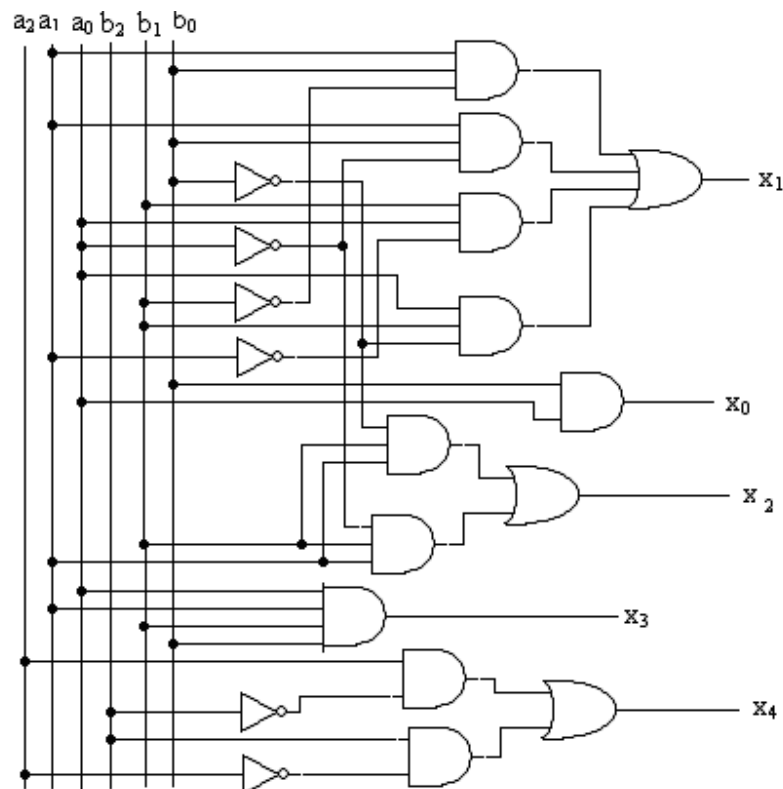 a₂ a₁ a₀ b₂ b₁ b₀
x₁
x₀
x₂
x₃
x₄